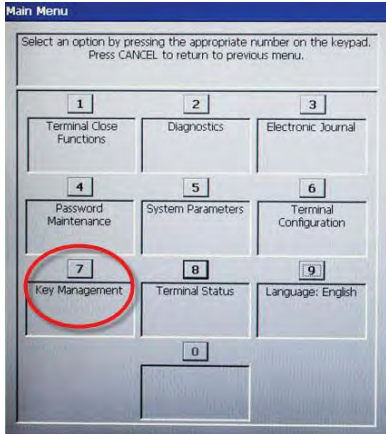 Main Menu
Select an option by pressing the appropriate number on the keypad.
Press CANCEL to return to previous menu.
1 2 3
Terminal Close Functions
Diagnostics
Electronic Journal
4 5 6
Password Maintenance
System Parameters
Terminal Configuration
7 8 9
Key Management
Terminal Status
Language: English
0